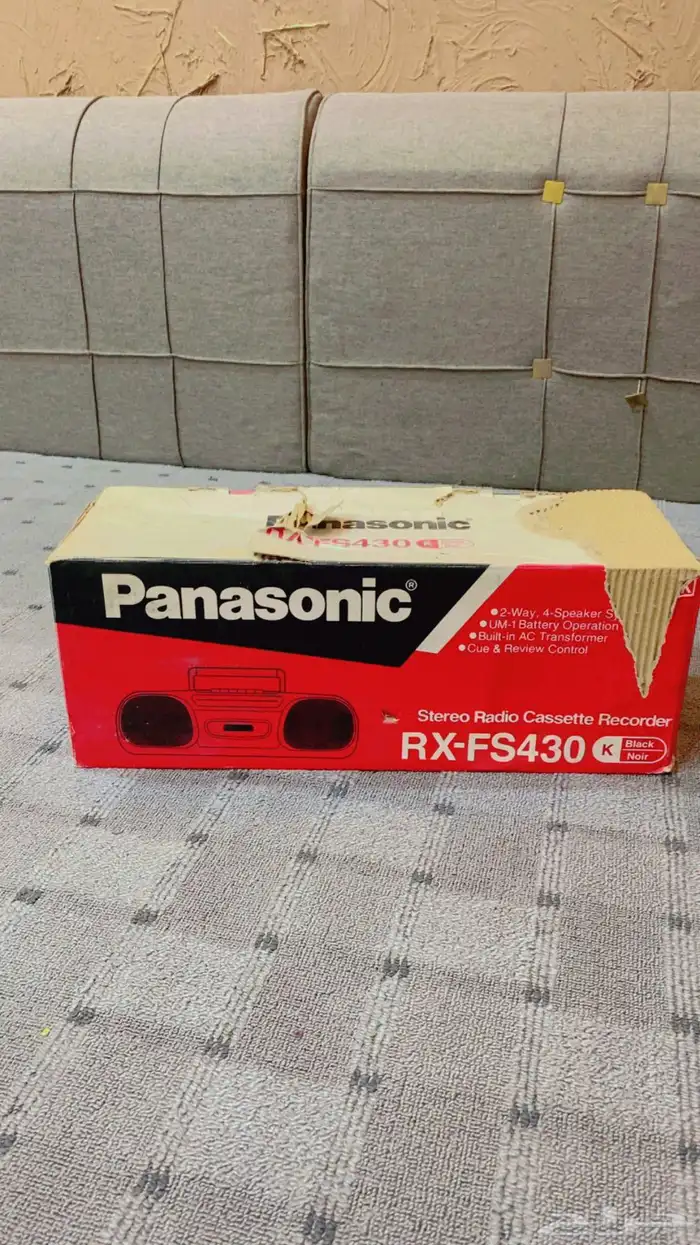 Panasonic
FS430
Panasonic®
•2-Way, 4-Speaker
•UM-1 Battery Operation
•Built-in AC Transformer
•Cue & Review Control
K
Stereo Radio Cassette Recorder
RX-FS430 K Black
Noir